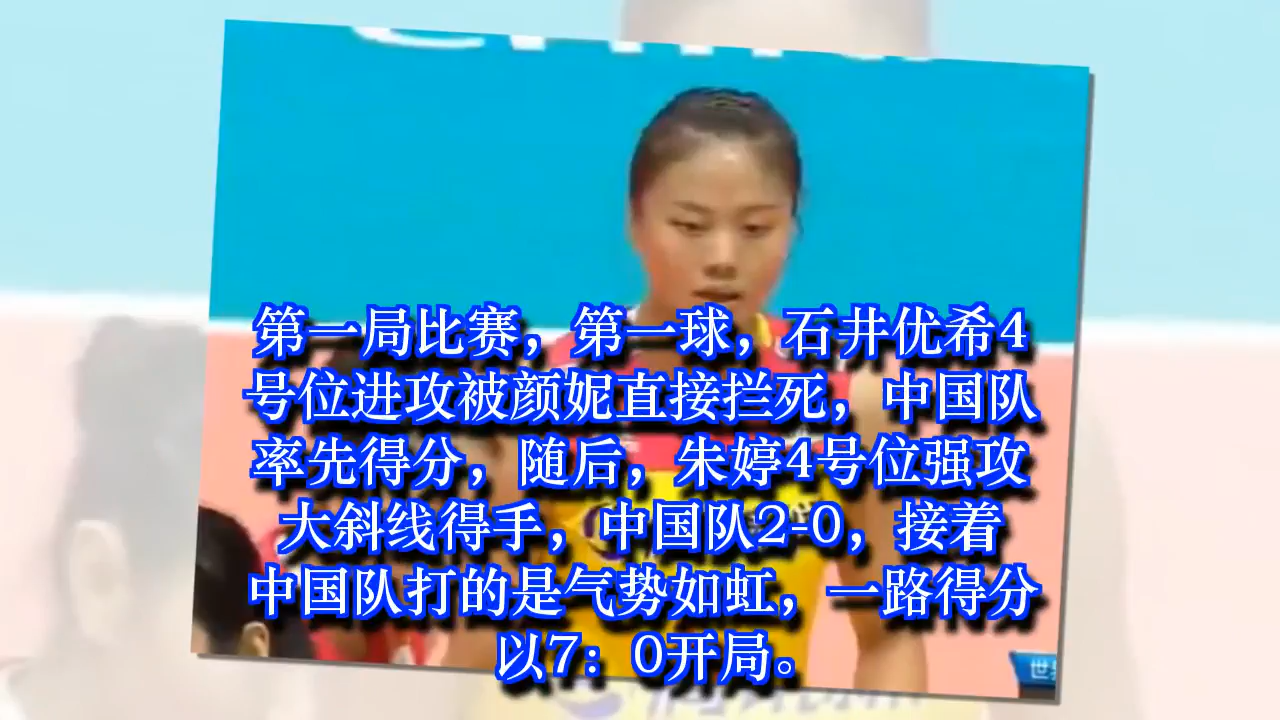 第一局比赛，第一球，石井优希4
号位进攻被颜妮直接拦死，中国队
率先得分，随后，朱婷4号位强攻
大斜线得手，中国队2-0，接着
中国队打的是气势如虹，一路得分
以7：0开局。